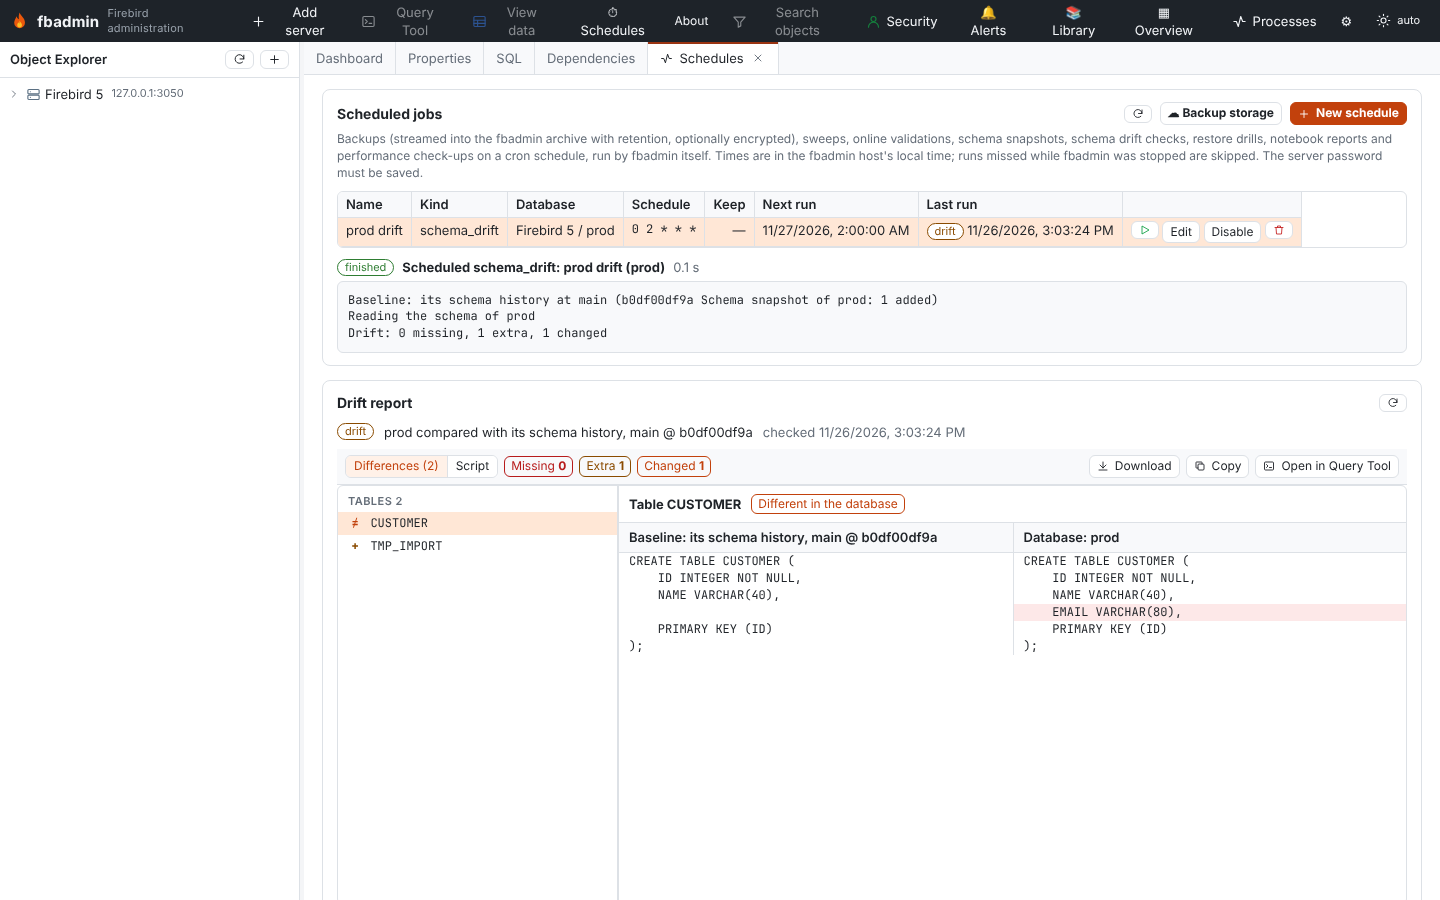 fbadmin
Firebird administration
Add server
Query Tool
View data
Schedules
About
Search objects
Security
Alerts
Library
Overview
Processes
auto
Object Explorer
Firebird 5 127.0.0.1:3050
Dashboard
Properties
SQL
Dependencies
Schedules
Scheduled jobs
Backup storage
New schedule
Backups (streamed into the fbadmin archive with retention, optionally encrypted), sweeps, online validations, schema snapshots, schema drift checks, restore drills, notebook reports and
performance check-ups on a cron schedule, run by fbadmin itself. Times are in the fbadmin host's local time; runs missed while fbadmin was stopped are skipped. The server password
must be saved.
Name Kind Database Schedule Keep Next run Last run
prod drift schema_drift Firebird 5 / prod 0 2 * * * — 11/27/2026, 2:00:00 AM drift 11/26/2026, 3:03:24 PM Edit Disable
finished Scheduled schema_drift: prod drift (prod) 0.1 s
Baseline: its schema history at main (b0df00df9a Schema snapshot of prod: 1 added)
Reading the schema of prod
Drift: 0 missing, 1 extra, 1 changed
Drift report
drift prod compared with its schema history, main @ b0df00df9a checked 11/26/2026, 3:03:24 PM
Differences (2) Script Missing 0 Extra 1 Changed 1 Download Copy Open in Query Tool
TABLES 2
≠ CUSTOMER
+ TMP_IMPORT
Table CUSTOMER Different in the database
Baseline: its schema history, main @ b0df00df9a
CREATE TABLE CUSTOMER (
ID INTEGER NOT NULL,
NAME VARCHAR(40),
PRIMARY KEY (ID)
);
Database: prod
CREATE TABLE CUSTOMER (
ID INTEGER NOT NULL,
NAME VARCHAR(40),
EMAIL VARCHAR(80),
PRIMARY KEY (ID)
);